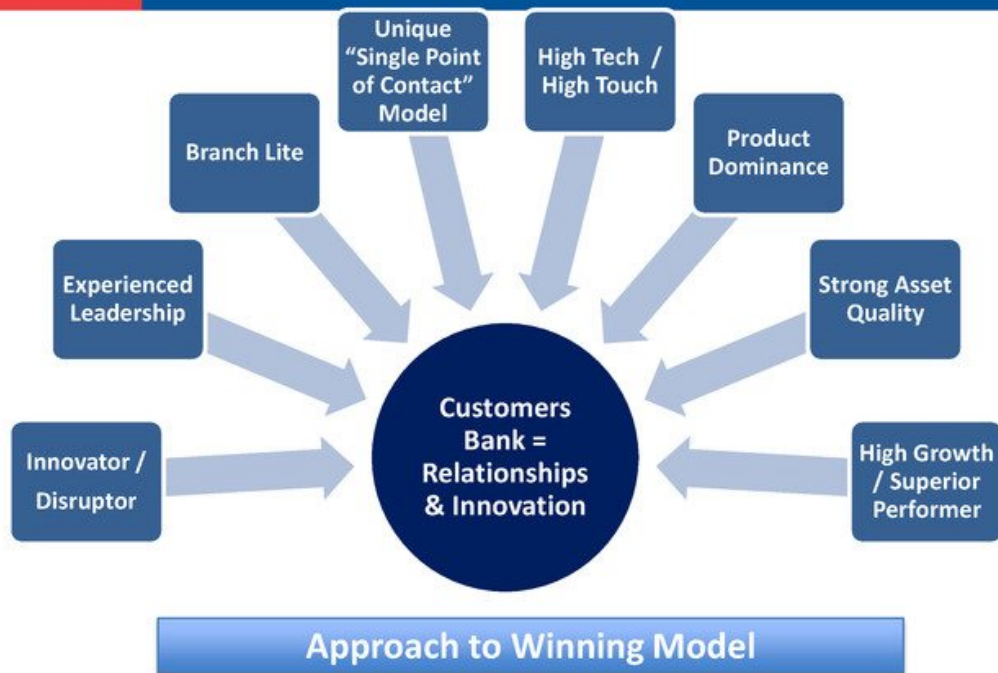 Unique
“Single Point
of Contact”
Model
High Tech /
High Touch
Branch Lite
Product
Dominance
Experienced
Leadership
Strong Asset
Quality
Innovator /
Disruptor
Customers
Bank =
Relationships
& Innovation
High Growth
/ Superior
Performer
Approach to Winning Model